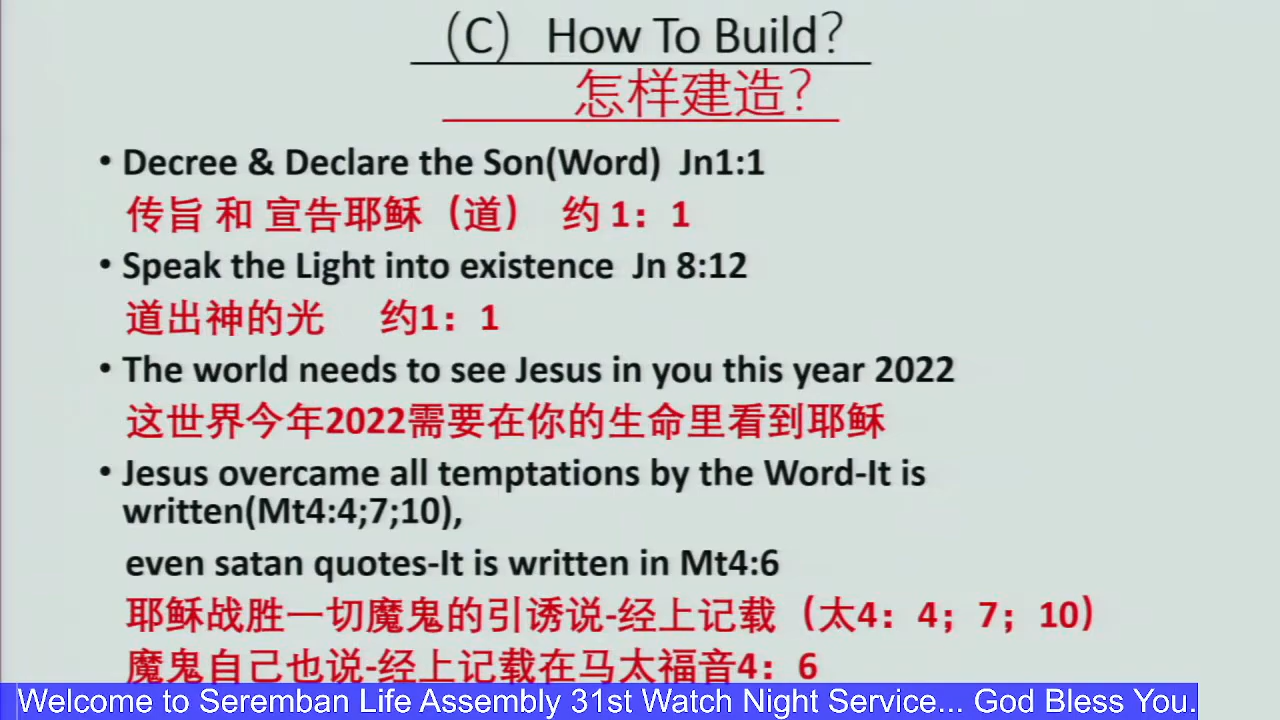 (C) How To Build?
怎样建造?
• Decree & Declare the Son(Word) Jn1:1
传旨 和 宣告耶稣（道） 约 1：1
• Speak the Light into existence Jn 8:12
道出神的光 约1：1
• The world needs to see Jesus in you this year 2022
这世界今年2022需要在你的生命里看到耶稣
• Jesus overcame all temptations by the Word-It is
written(Mt4:4;7;10),
even satan quotes-It is written in Mt4:6
耶稣战胜一切魔鬼的引诱说-经上记载（太4：4；7；10）
魔鬼自己也说-经上记载在马太福音4：6
Welcome to Seremban Life Assembly 31st Watch Night Service... God Bless You.